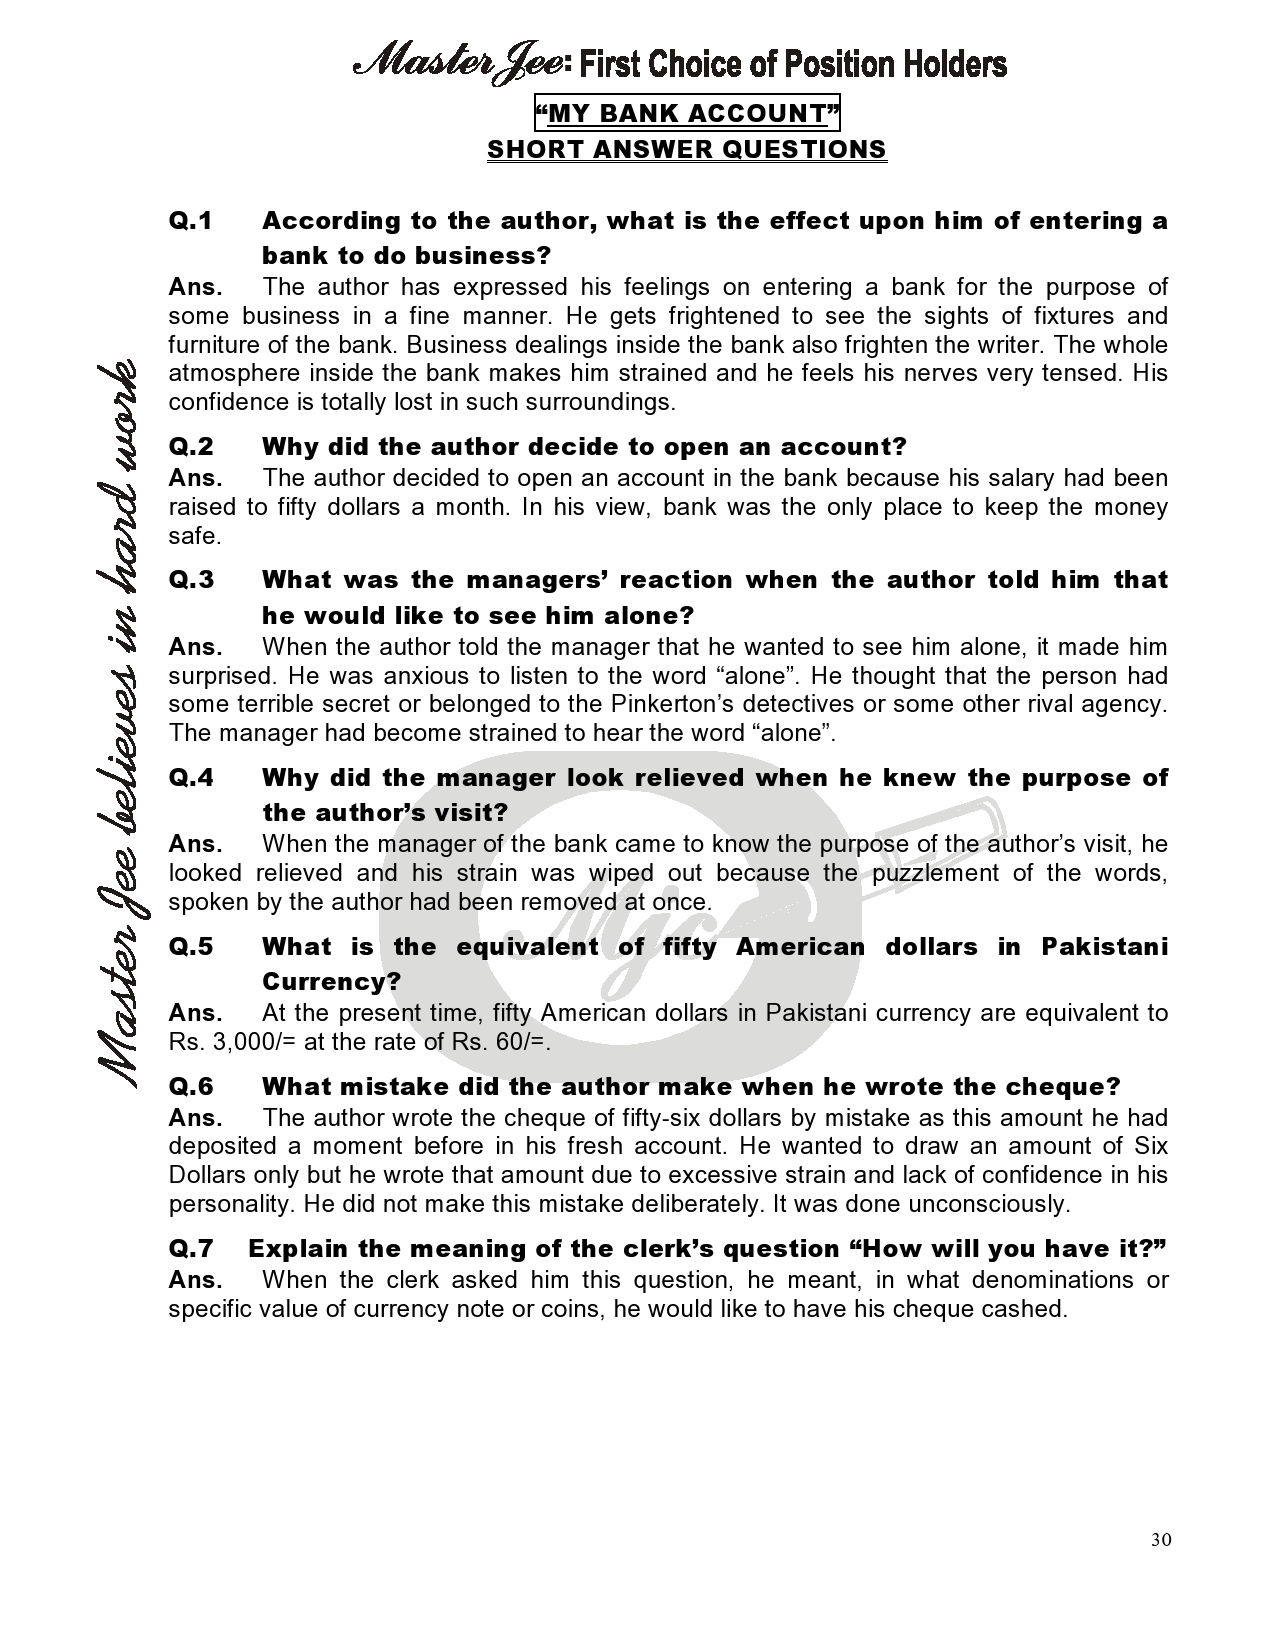 Master Jee: First Choice of Position Holders
“MY BANK ACCOUNT”
SHORT ANSWER QUESTIONS
Q.1 According to the author, what is the effect upon him of entering a
bank to do business?
Ans. The author has expressed his feelings on entering a bank for the purpose of
some business in a fine manner. He gets frightened to see the sights of fixtures and
furniture of the bank. Business dealings inside the bank also frighten the writer. The whole
atmosphere inside the bank makes him strained and he feels his nerves very tensed. His
confidence is totally lost in such surroundings.
Q.2 Why did the author decide to open an account?
Ans. The author decided to open an account in the bank because his salary had been
raised to fifty dollars a month. In his view, bank was the only place to keep the money
safe.
Q.3 What was the managers’ reaction when the author told him that
he would like to see him alone?
Ans. When the author told the manager that he wanted to see him alone, it made him
surprised. He was anxious to listen to the word “alone”. He thought that the person had
some terrible secret or belonged to the Pinkerton’s detectives or some other rival agency.
The manager had become strained to hear the word “alone”.
Q.4 Why did the manager look relieved when he knew the purpose of
the author’s visit?
Ans. When the manager of the bank came to know the purpose of the author’s visit, he
looked relieved and his strain was wiped out because the puzzlement of the words,
spoken by the author had been removed at once.
Q.5 What is the equivalent of fifty American dollars in Pakistani
Currency?
Ans. At the present time, fifty American dollars in Pakistani currency are equivalent to
Rs. 3,000/= at the rate of Rs. 60/=.
Q.6 What mistake did the author make when he wrote the cheque?
Ans. The author wrote the cheque of fifty-six dollars by mistake as this amount he had
deposited a moment before in his fresh account. He wanted to draw an amount of Six
Dollars only but he wrote that amount due to excessive strain and lack of confidence in his
personality. He did not make this mistake deliberately. It was done unconsciously.
Q.7 Explain the meaning of the clerk’s question “How will you have it?”
Ans. When the clerk asked him this question, he meant, in what denominations or
specific value of currency note or coins, he would like to have his cheque cashed.
Master Jee believes in hard work
Mjc
30